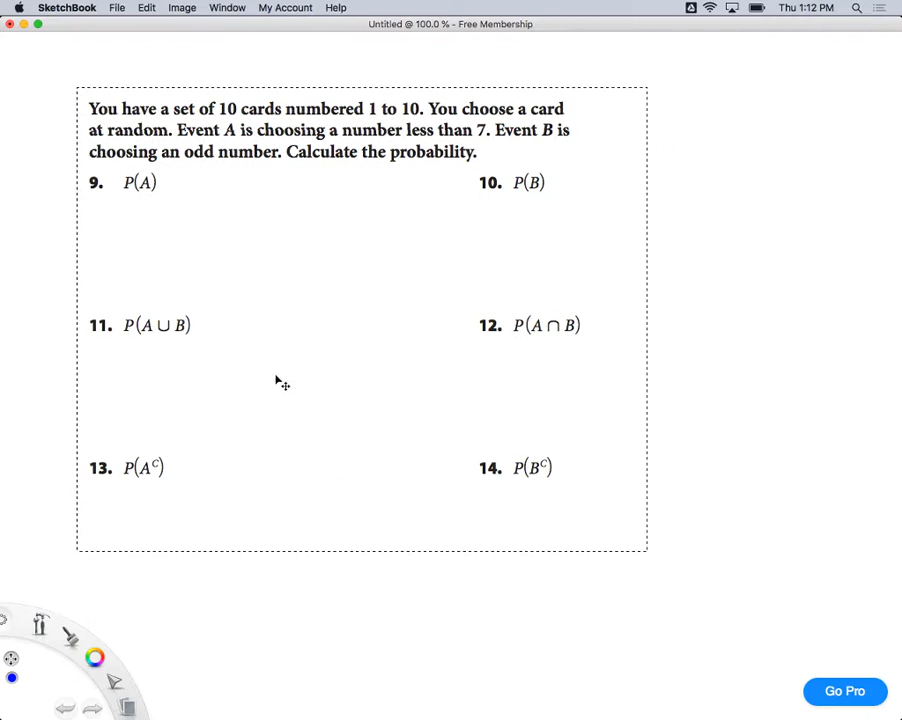 SketchBook File Edit Image Window My Account Help Thu 1:12 PM
Untitled @ 100.0 % - Free Membership
You have a set of 10 cards numbered 1 to 10. You choose a card
at random. Event A is choosing a number less than 7. Event B is
choosing an odd number. Calculate the probability.
9. P(A) 10. P(B)
11. P(A ∪ B) 12. P(A ∩ B)
13. P(Aᶜ) 14. P(Bᶜ)
Go Pro